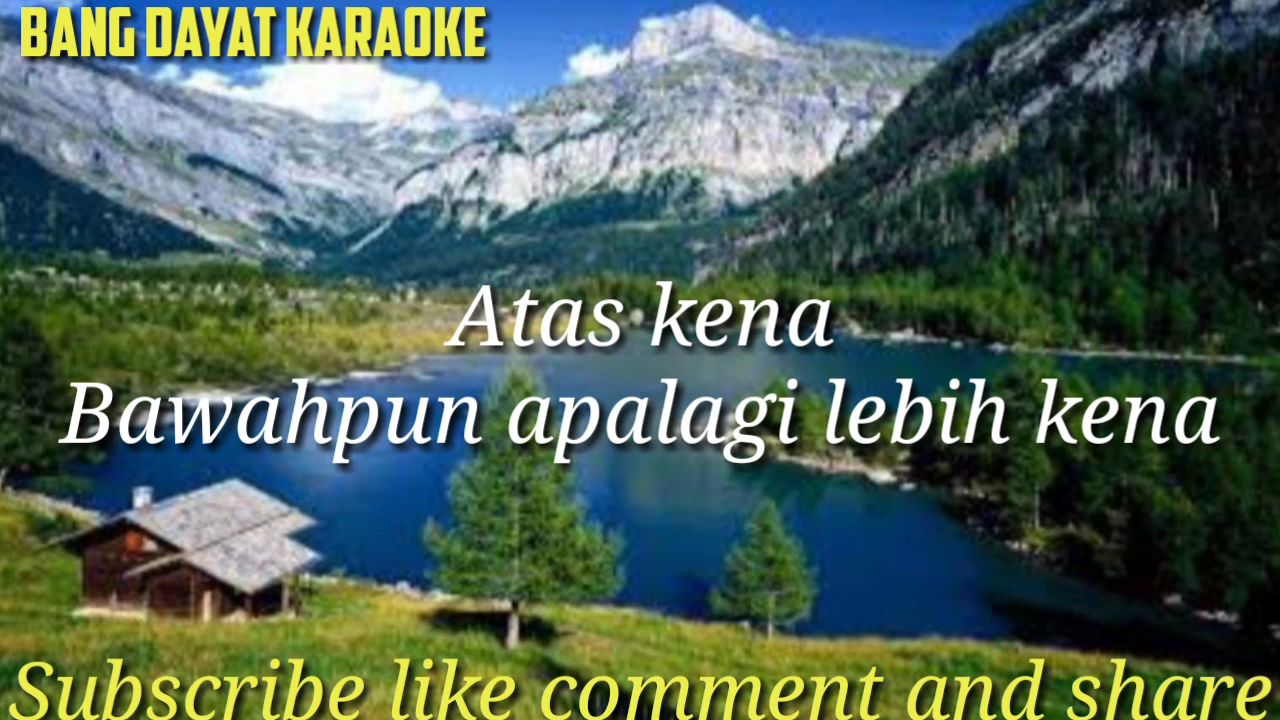 BANG DAYAT KARAOKE
Atas kena
Bawahpun apalagi lebih kena
Subscribe like comment and share